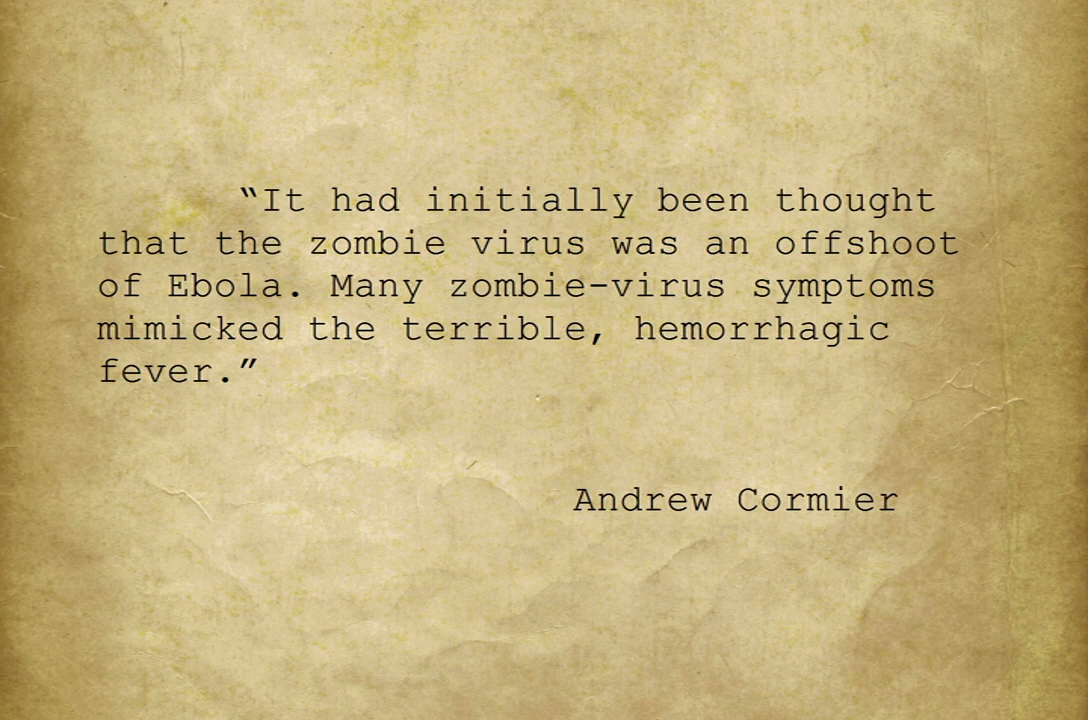 “It had initially been thought
that the zombie virus was an offshoot
of Ebola. Many zombie-virus symptoms
mimicked the terrible, hemorrhagic
fever.”
Andrew Cormier